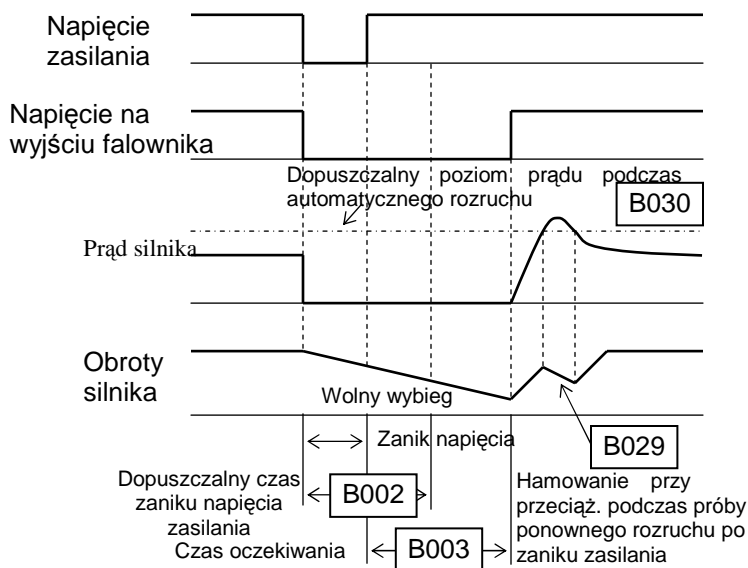 Napięcie
zasilania
Napięcie na
wyjściu falownika
Dopuszczalny poziom prądu podczas
automatycznego rozruchu
B030
Prąd silnika
Obroty
silnika
Wolny wybieg
Zanik napięcia
B029
Dopuszczalny czas
zaniku napięcia
zasilania
B002
Hamowanie przy
przeciąż. podczas próby
ponownego rozruchu po
zaniku zasilania
Czas oczekiwania
B003